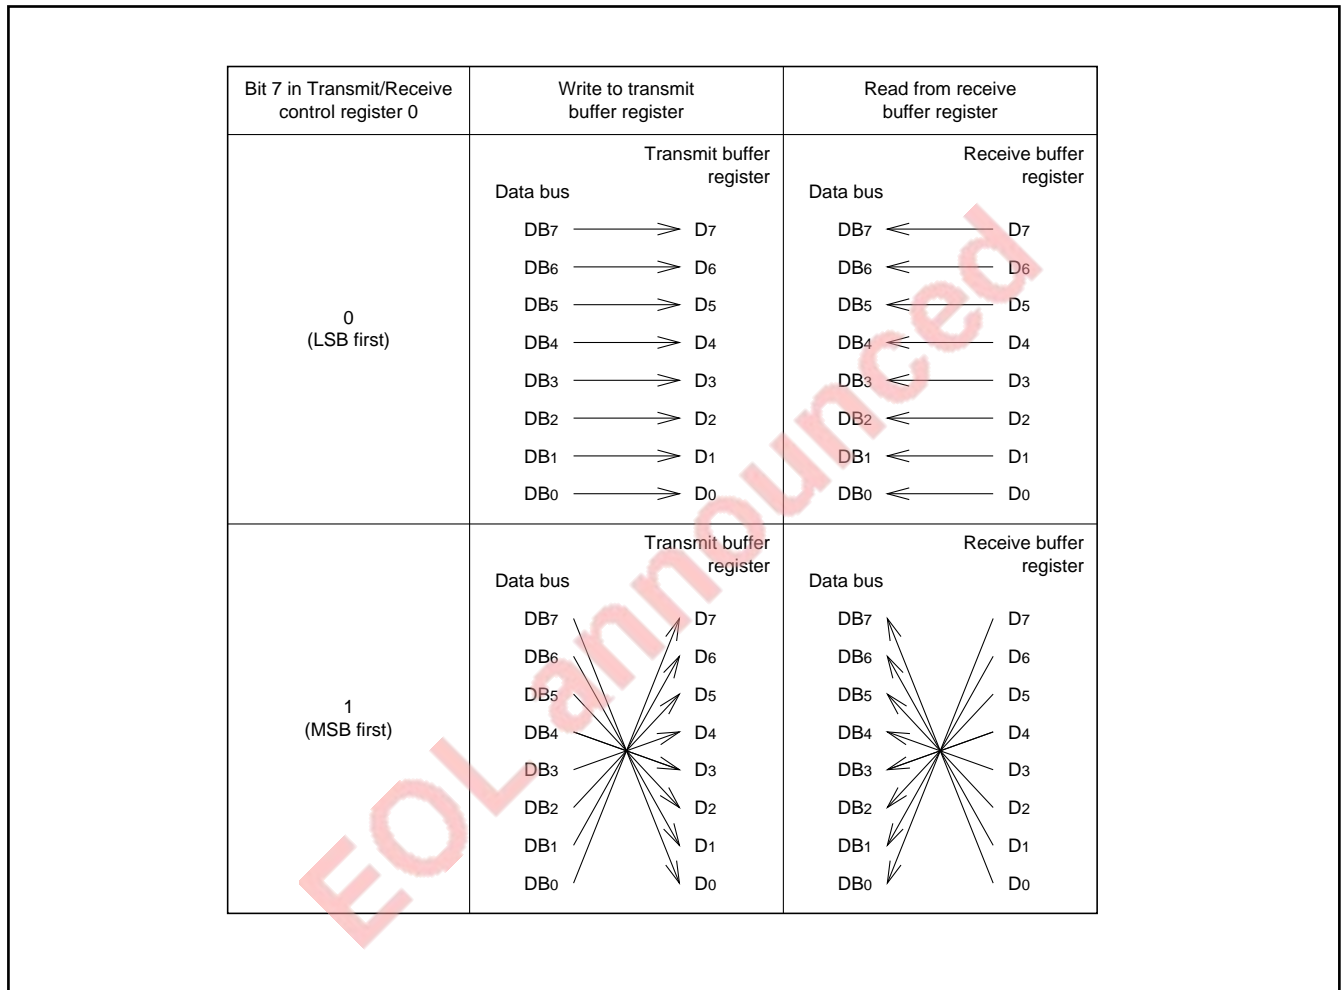 Bit 7 in Transmit/Receive
control register 0
Write to transmit
buffer register
Read from receive
buffer register
0
(LSB first)
Transmit buffer
register
Data bus
DB7 D7
DB6 D6
DB5 D5
DB4 D4
DB3 D3
DB2 D2
DB1 D1
DB0 D0
Receive buffer
register
Data bus
DB7 D7
DB6 D6
DB5 D5
DB4 D4
DB3 D3
DB2 D2
DB1 D1
DB0 D0
1
(MSB first)
Transmit buffer
register
Data bus
DB7 D7
DB6 D6
DB5 D5
DB4 D4
DB3 D3
DB2 D2
DB1 D1
DB0 D0
Receive buffer
register
Data bus
DB7 D7
DB6 D6
DB5 D5
DB4 D4
DB3 D3
DB2 D2
DB1 D1
DB0 D0
EOL announced